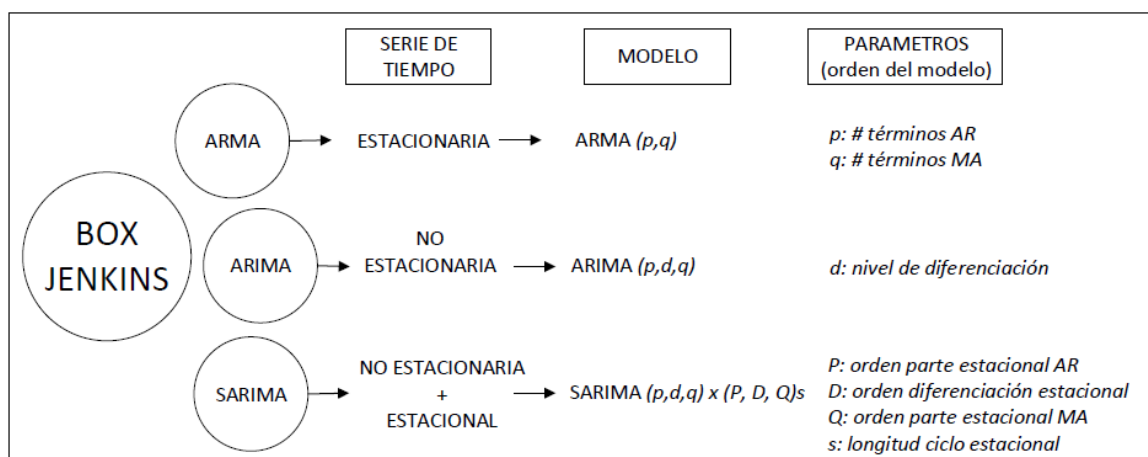 SERIE DE
TIEMPO
MODELO
PARAMETROS
(orden del modelo)
BOX
JENKINS
ARMA
ESTACIONARIA
ARMA (p,q)
p: # términos AR
q: # términos MA
ARIMA
NO
ESTACIONARIA
ARIMA (p,d,q)
d: nivel de diferenciación
SARIMA
NO ESTACIONARIA
+
ESTACIONAL
SARIMA (p,d,q) x (P, D, Q)s
P: orden parte estacional AR
D: orden diferenciación estacional
Q: orden parte estacional MA
s: longitud ciclo estacional